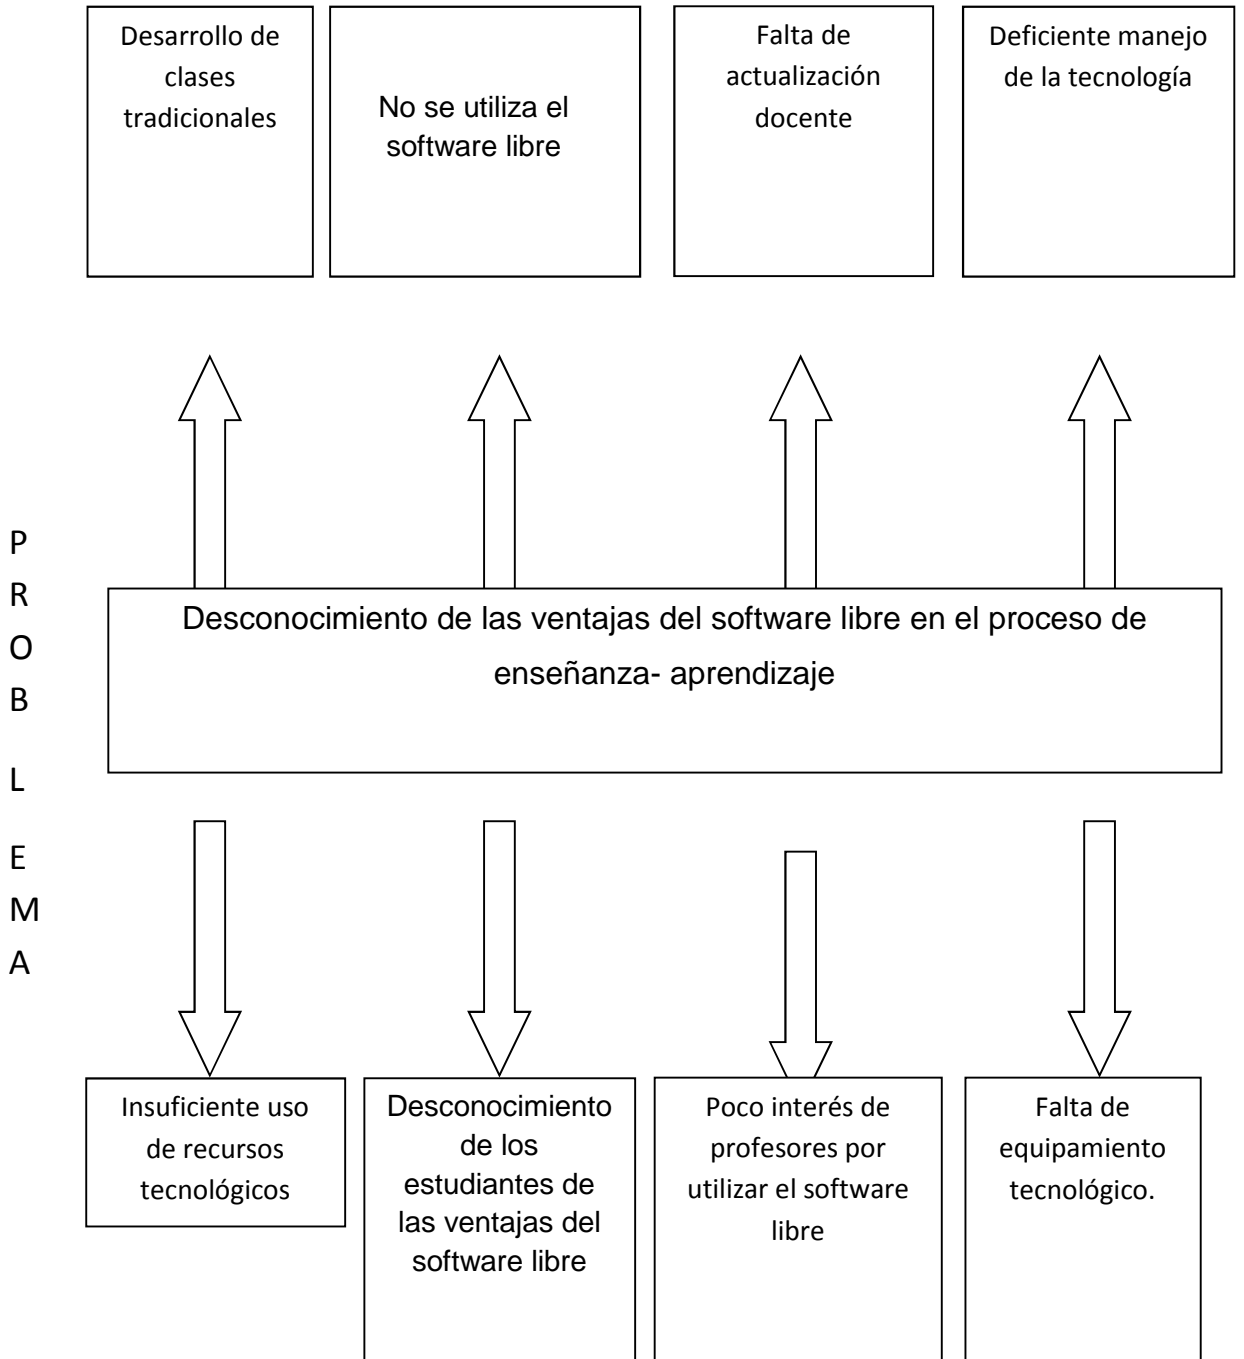 Desarrollo de
clases
tradicionales
No se utiliza el
software libre
Falta de
actualización
docente
Deficiente manejo
de la tecnología
P
R
O
B
L
E
M
A
Desconocimiento de las ventajas del software libre en el proceso de
enseñanza- aprendizaje
Insuficiente uso
de recursos
tecnológicos
Desconocimiento
de los
estudiantes de
las ventajas del
software libre
Poco interés de
profesores por
utilizar el software
libre
Falta de
equipamiento
tecnológico.